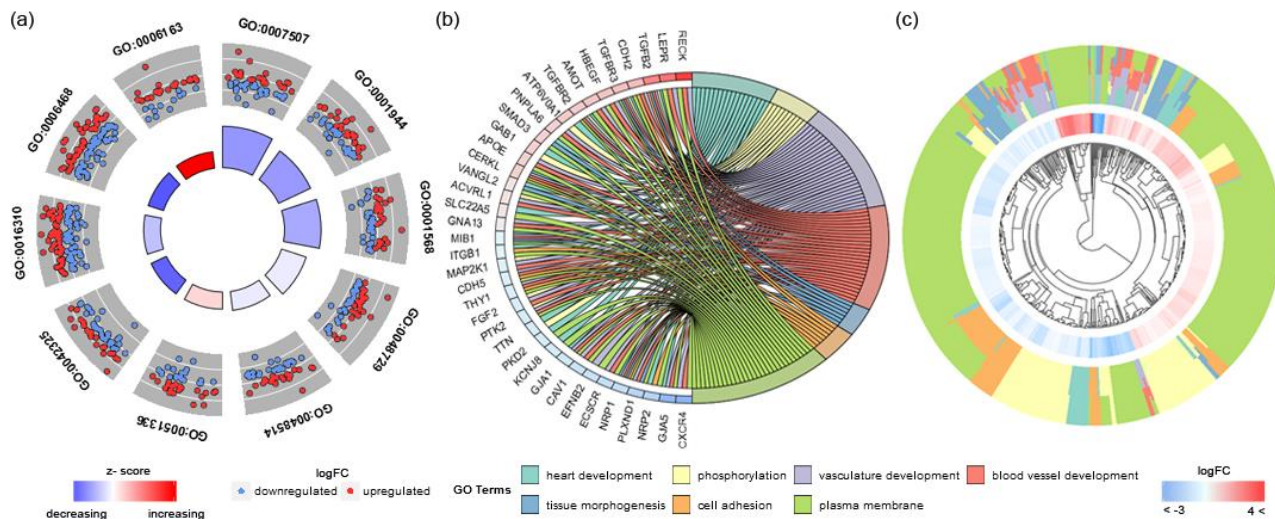 (a)
GO:0007507
GO:0001944
GO:0001568
GO:0048729
GO:0048514
GO:0051336
GO:0042325
GO:0016310
GO:0006468
GO:0006163
z- score
decreasing
increasing
logFC
downregulated
upregulated
(b)
RECK
LEPR
TGFB2
CDH2
TGFBR3
HBEGF
AMOT
TGFBR2
ATP6V0A1
PNPLA6
SMAD3
GAB1
APOE
CERKL
VANGL2
ACVRL1
SLC22A5
GNA13
MIB1
ITGB1
MAP2K1
CDH5
THY1
FGF2
PTK2
TTN
PKD2
KCNJ8
GJA1
CAV1
EFNB2
ECSCR
NRP1
PLXND1
NRP2
GJA5
CXCR4
GO Terms
heart development
phosphorylation
vasculature development
blood vessel development
tissue morphogenesis
cell adhesion
plasma membrane
(c)
logFC
< -3
4 <